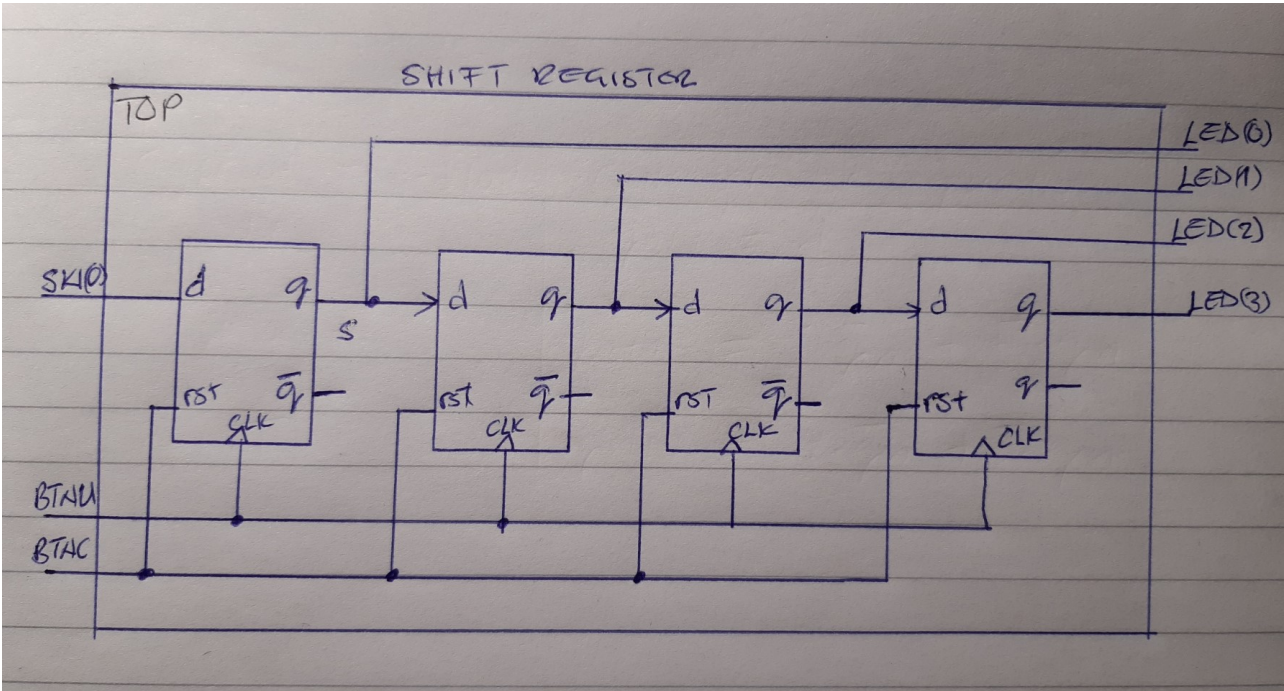 SHIFT REGISTER
TOP
LED(0)
LED(1)
LED(2)
SW(0)
d q
d q
d q
d q
LED(3)
S
rst q̅
rst q̅
rst q̅
rst q
CLK
CLK
CLK
CLK
BTNU
BTNC